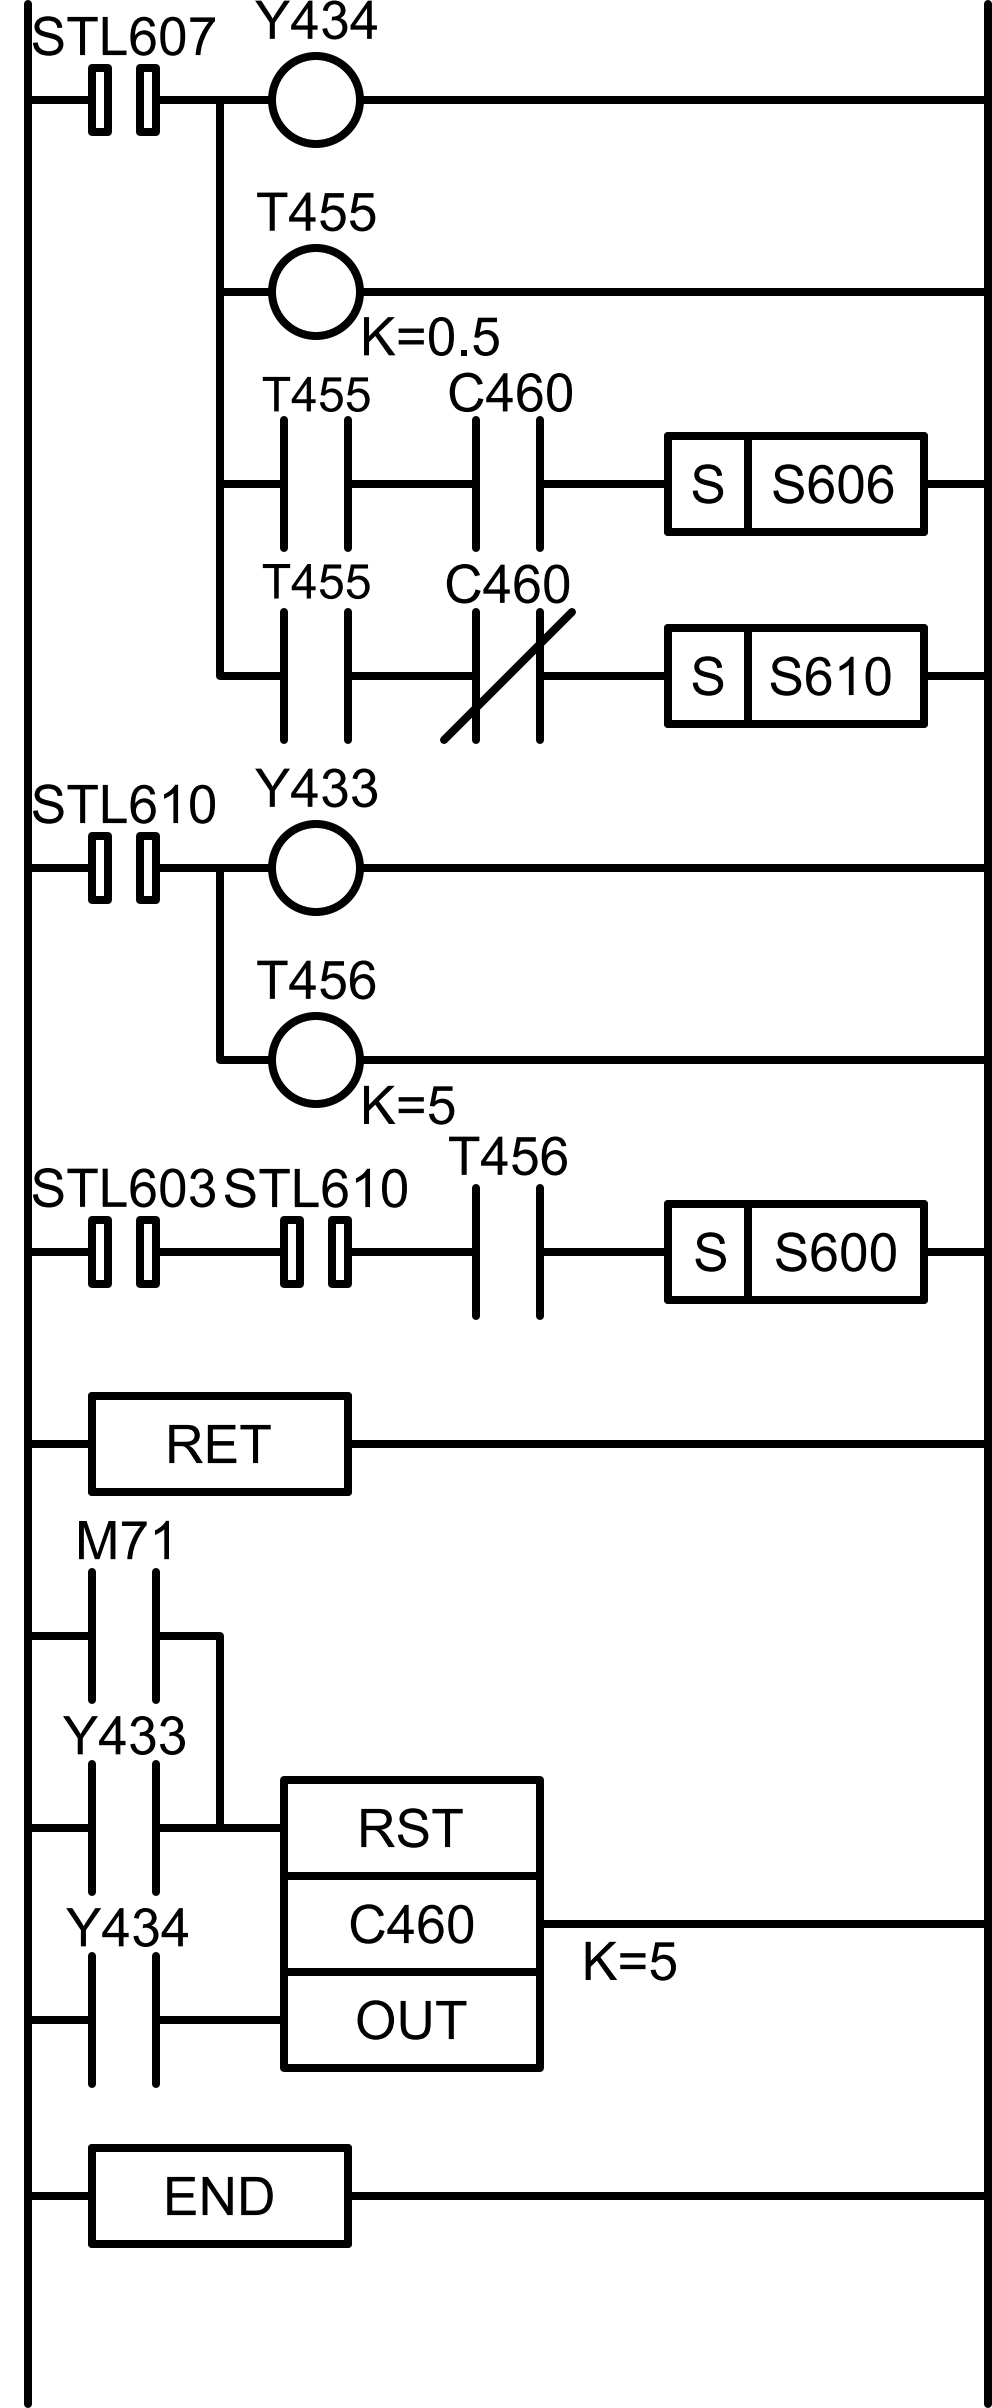 STL607 Y434
T455
K=0.5
T455 C460
S S606
T455 C460
S S610
STL610 Y433
T456
K=5
STL603 STL610 T456
S S600
RET
M71
Y433
RST
Y434 C460
K=5
OUT
END